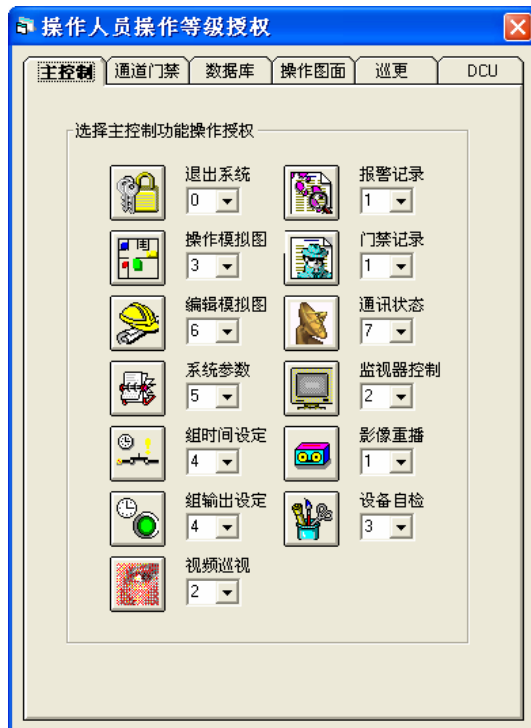 操作人员操作等级授权
主控制 通道门禁 数据库 操作图面 巡更 DCU
选择主控制功能操作授权
退出系统 报警记录
0 1
操作模拟图 门禁记录
3 1
编辑模拟图 通讯状态
6 7
系统参数 监视器控制
5 2
组时间设定 影像重播
4 1
组输出设定 设备自检
4 3
视频巡视
2